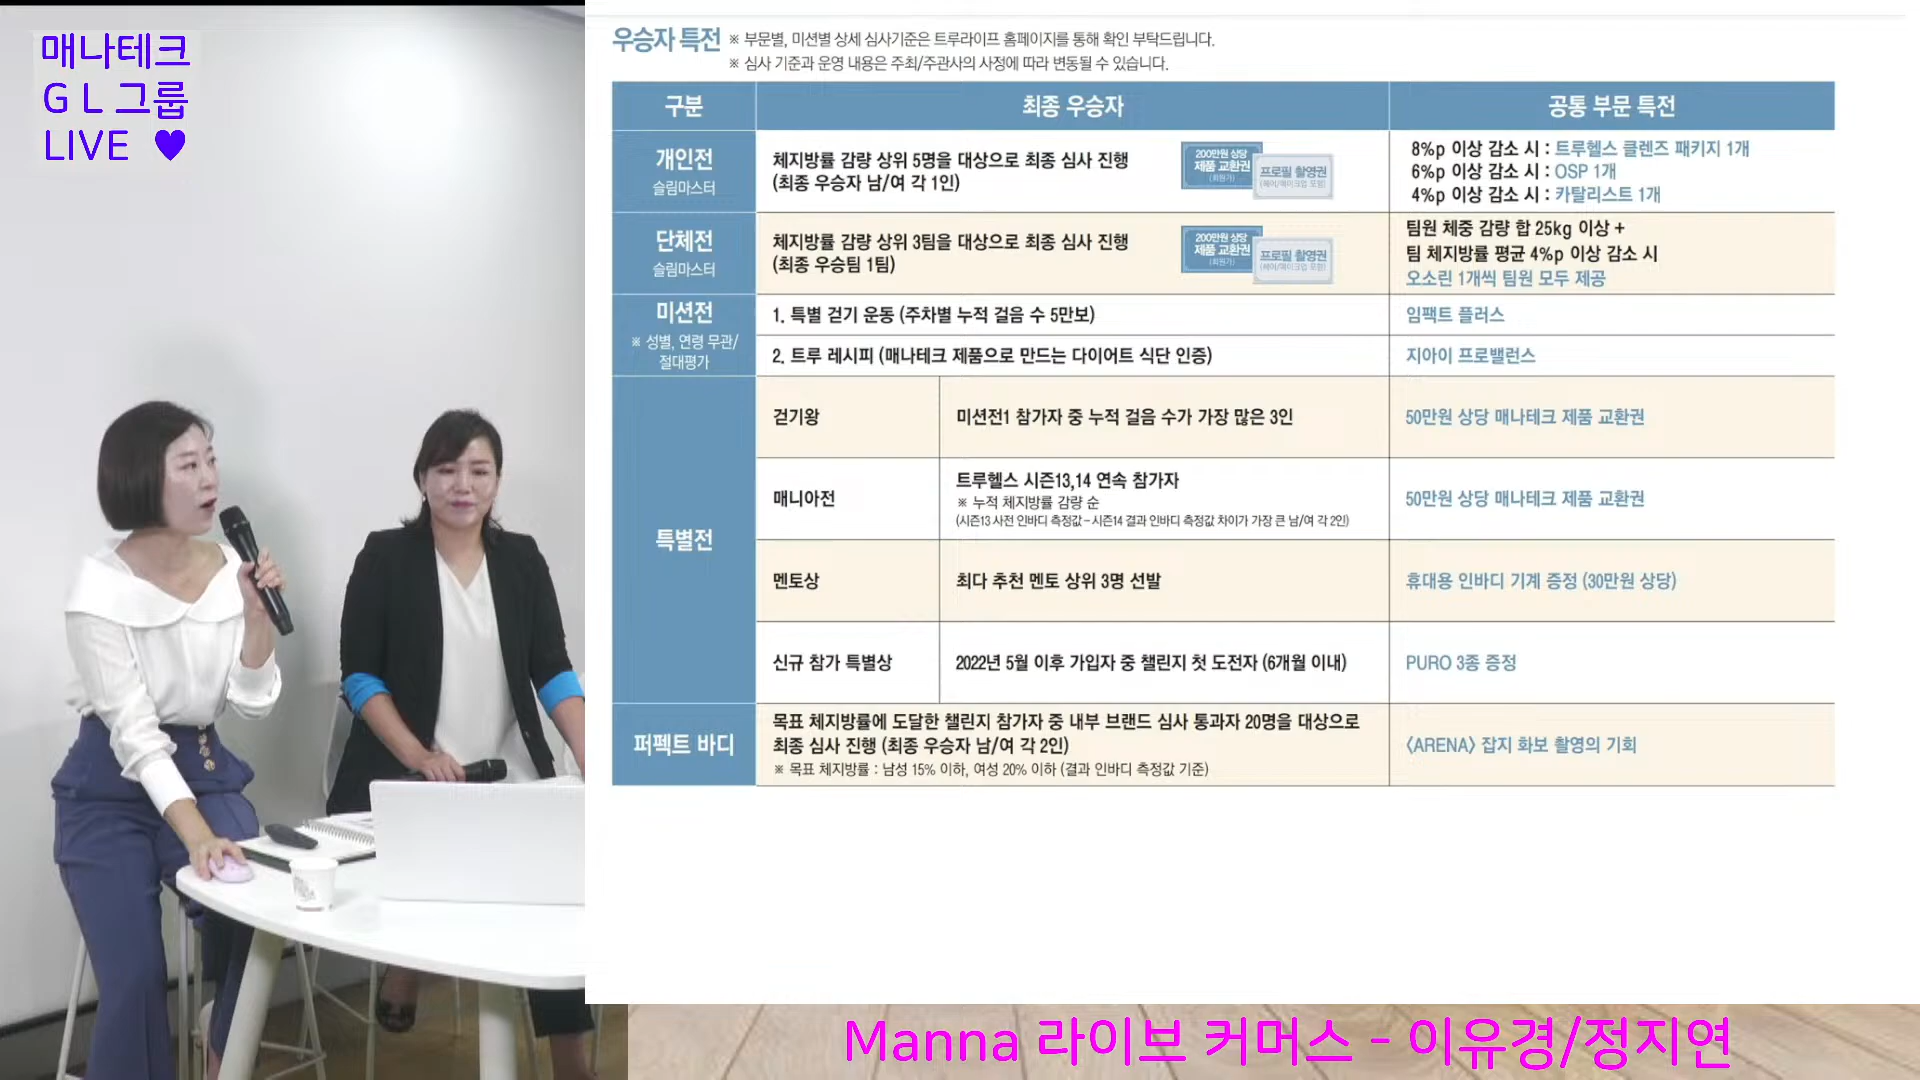 매나테크
G L 그룹
LIVE ♥
우승자 특전 ※ 부문별, 미션별 상세 심사기준은 트루라이프 홈페이지를 통해 확인 부탁드립니다.
※ 심사 기준과 운영 내용은 주최/주관사의 사정에 따라 변동될 수 있습니다.
구분 최종 우승자 공통 부문 특전
개인전
슬림마스터
체지방률 감량 상위 5명을 대상으로 최종 심사 진행
(최종 우승자 남/여 각 1인)
200만원 상당
제품 교환권
(회원가)
프로필 촬영권
(헤어/메이크업 포함)
8%p 이상 감소 시 : 트루헬스 클렌즈 패키지 1개
6%p 이상 감소 시 : OSP 1개
4%p 이상 감소 시 : 카탈리스트 1개
단체전
슬림마스터
체지방률 감량 상위 3팀을 대상으로 최종 심사 진행
(최종 우승팀 1팀)
200만원 상당
제품 교환권
(회원가)
프로필 촬영권
(헤어/메이크업 포함)
팀원 체중 감량 합 25kg 이상 +
팀 체지방률 평균 4%p 이상 감소 시
오소린 1개씩 팀원 모두 제공
미션전
※ 성별, 연령 무관/
절대평가
1. 특별 걷기 운동 (주차별 누적 걸음 수 5만보) 임팩트 플러스
2. 트루 레시피 (매나테크 제품으로 만드는 다이어트 식단 인증) 지아이 프로밸런스
특별전
걷기왕 미션전1 참가자 중 누적 걸음 수가 가장 많은 3인 50만원 상당 매나테크 제품 교환권
매니아전
트루헬스 시즌13,14 연속 참가자
※ 누적 체지방률 감량 순
(시즌13 사전 인바디 측정값 – 시즌14 결과 인바디 측정값 차이가 가장 큰 남/여 각 2인)
50만원 상당 매나테크 제품 교환권
멘토상 최다 추천 멘토 상위 3명 선발 휴대용 인바디 기계 증정 (30만원 상당)
신규 참가 특별상 2022년 5월 이후 가입자 중 챌린지 첫 도전자 (6개월 이내) PURO 3종 증정
퍼펙트 바디
목표 체지방률에 도달한 챌린지 참가자 중 내부 브랜드 심사 통과자 20명을 대상으로
최종 심사 진행 (최종 우승자 남/여 각 2인)
※ 목표 체지방률 : 남성 15% 이하, 여성 20% 이하 (결과 인바디 측정값 기준)
〈ARENA〉 잡지 화보 촬영의 기회
Manna 라이브 커머스 - 이유경/정지연